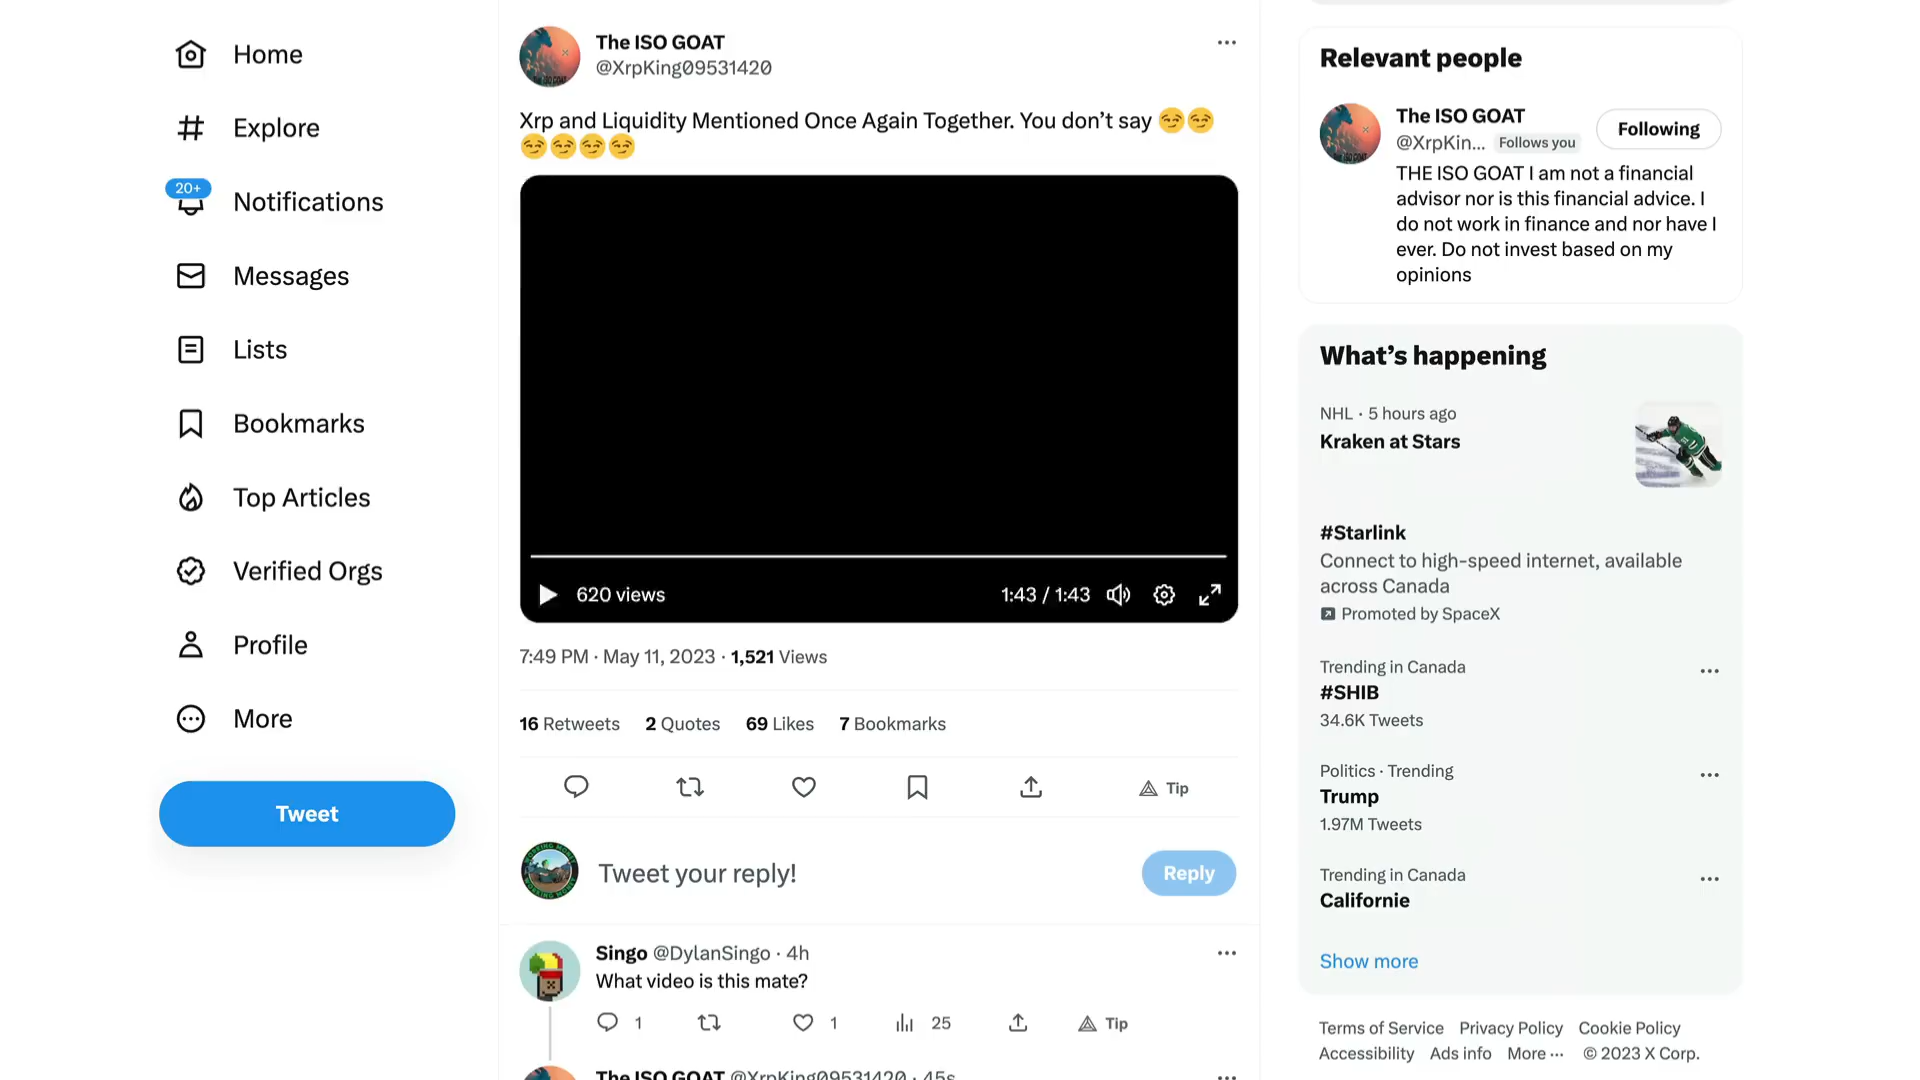 Home
Explore
20+
Notifications
Messages
Lists
Bookmarks
Top Articles
Verified Orgs
Profile
More
Tweet
The ISO GOAT
@XrpKing09531420
Xrp and Liquidity Mentioned Once Again Together. You don’t say 😏😏
😏😏😏😏
620 views
1:43 / 1:43
7:49 PM · May 11, 2023 · 1,521 Views
16 Retweets 2 Quotes 69 Likes 7 Bookmarks
Tip
Tweet your reply!
Reply
Singo @DylanSingo · 4h
What video is this mate?
1 1 25 Tip
The ISO GOAT @XrpKing09531420 · 45s
Relevant people
The ISO GOAT
@XrpKin... Follows you
Following
THE ISO GOAT I am not a financial
advisor nor is this financial advice. I
do not work in finance and nor have I
ever. Do not invest based on my
opinions
What’s happening
NHL · 5 hours ago
Kraken at Stars
#Starlink
Connect to high-speed internet, available
across Canada
Promoted by SpaceX
Trending in Canada
#SHIB
34.6K Tweets
Politics · Trending
Trump
1.97M Tweets
Trending in Canada
Californie
Show more
Terms of Service Privacy Policy Cookie Policy
Accessibility Ads info More ··· © 2023 X Corp.